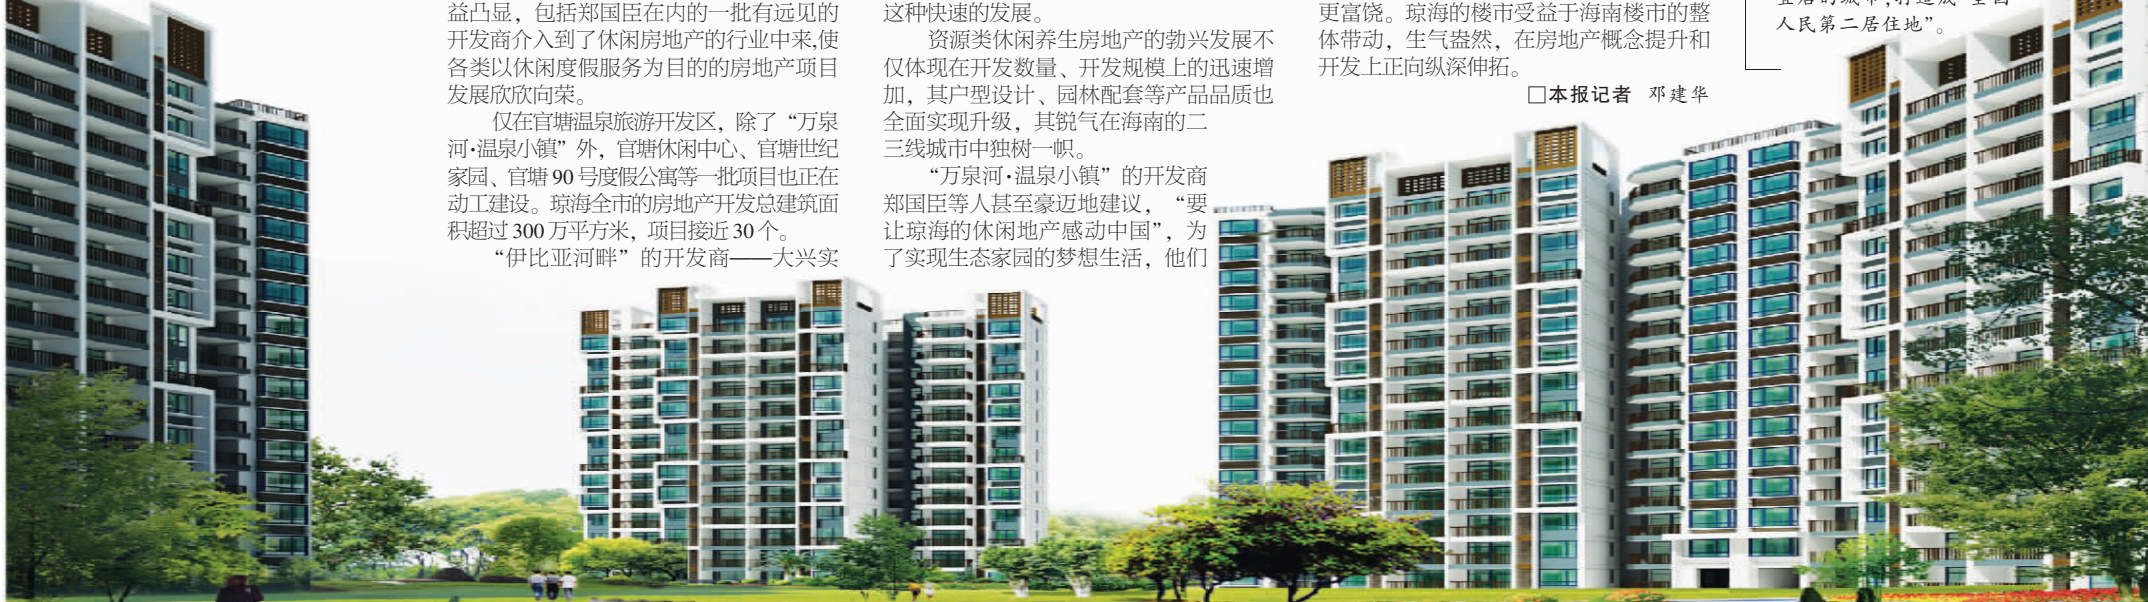 益凸显，包括郑国臣在内的一批有远见的
开发商介入到了休闲房地产的行业中来,使
各类以休闲度假服务为目的的房地产项目
发展欣欣向荣。
仅在官塘温泉旅游开发区，除了“万泉
河·温泉小镇”外，官塘休闲中心、官塘世纪
家园、官塘90号度假公寓等一批项目也正在
动工建设。琼海全市的房地产开发总建筑面
积超过300万平方米，项目接近30个。
“伊比亚河畔”的开发商——大兴实
这种快速的发展。
资源类休闲养生房地产的勃兴发展不
仅体现在开发数量、开发规模上的迅速增
加，其户型设计、园林配套等产品品质也
全面实现升级，其锐气在海南的二
三线城市中独树一帜。
“万泉河·温泉小镇”的开发商
郑国臣等人甚至豪迈地建议，“要
让琼海的休闲地产感动中国”，为
了实现生态家园的梦想生活，他们
更富饶。琼海的楼市受益于海南楼市的整
体带动，生气盎然，在房地产概念提升和
开发上正向纵深伸拓。
□本报记者 邓建华
人民第二居住地”。